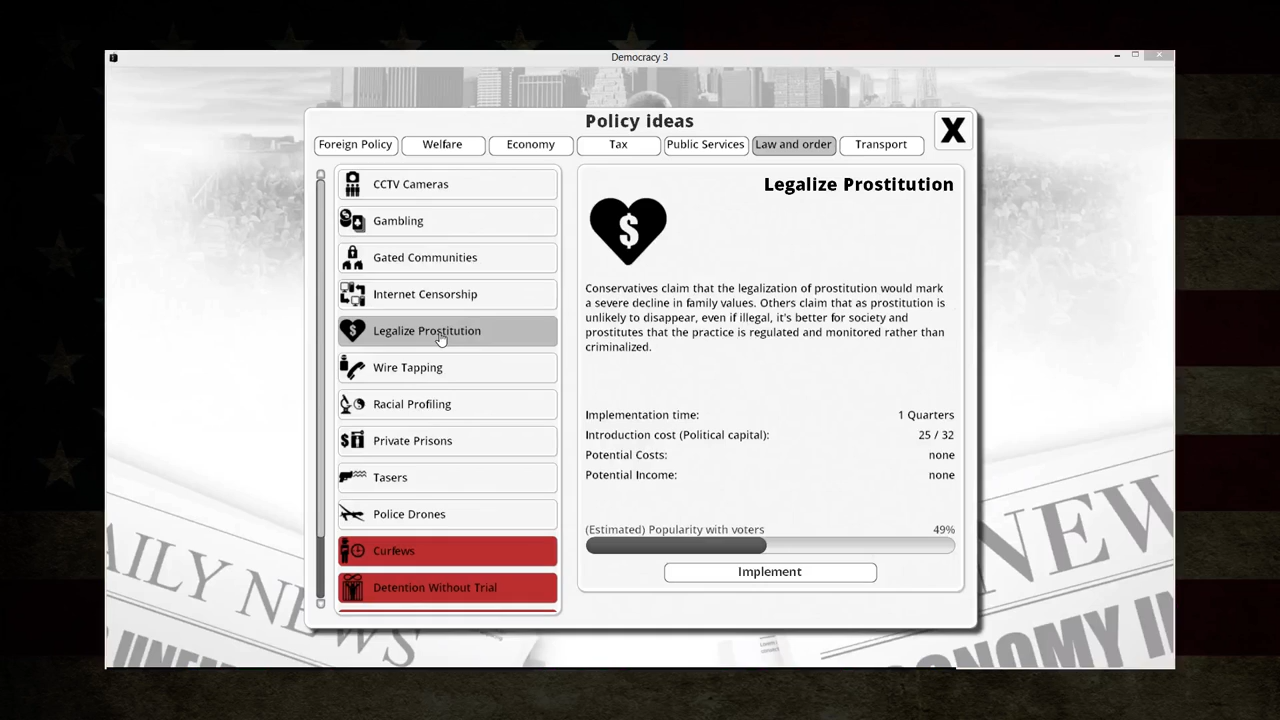 Democracy 3
Policy ideas
X
Foreign Policy
Welfare
Economy
Tax
Public Services
Law and order
Transport
CCTV Cameras
Gambling
Gated Communities
Internet Censorship
Legalize Prostitution
Wire Tapping
Racial Profiling
Private Prisons
Tasers
Police Drones
Curfews
Detention Without Trial
Legalize Prostitution
$
Conservatives claim that the legalization of prostitution would mark
a severe decline in family values. Others claim that as prostitution is
unlikely to disappear, even if illegal, it's better for society and
prostitutes that the practice is regulated and monitored rather than
criminalized.
Implementation time: 1 Quarters
Introduction cost (Political capital): 25 / 32
Potential Costs: none
Potential Income: none
(Estimated) Popularity with voters 49%
Implement
AILY NEWS
NEW